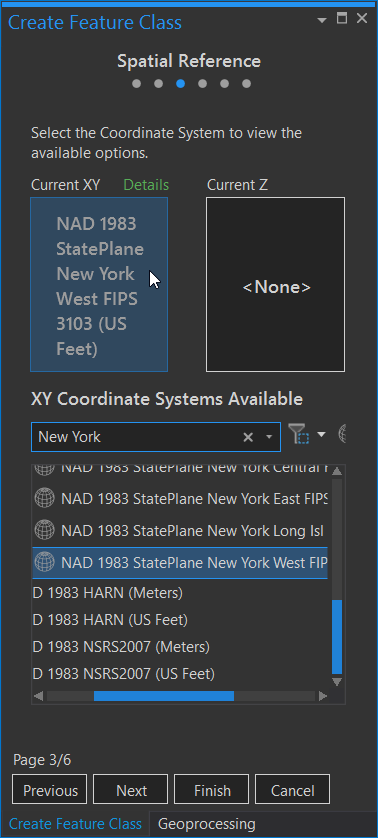 Create Feature Class
Spatial Reference
Select the Coordinate System to view the
available options.
Current XY Details Current Z
NAD 1983
StatePlane
New York
West FIPS
3103 (US
Feet)
<None>
XY Coordinate Systems Available
New York
NAD 1983 StatePlane New York Central
NAD 1983 StatePlane New York East FIPS
NAD 1983 StatePlane New York Long Isl
NAD 1983 StatePlane New York West FIP
D 1983 HARN (Meters)
D 1983 HARN (US Feet)
D 1983 NSRS2007 (Meters)
D 1983 NSRS2007 (US Feet)
Page 3/6
Previous Next Finish Cancel
Create Feature Class Geoprocessing